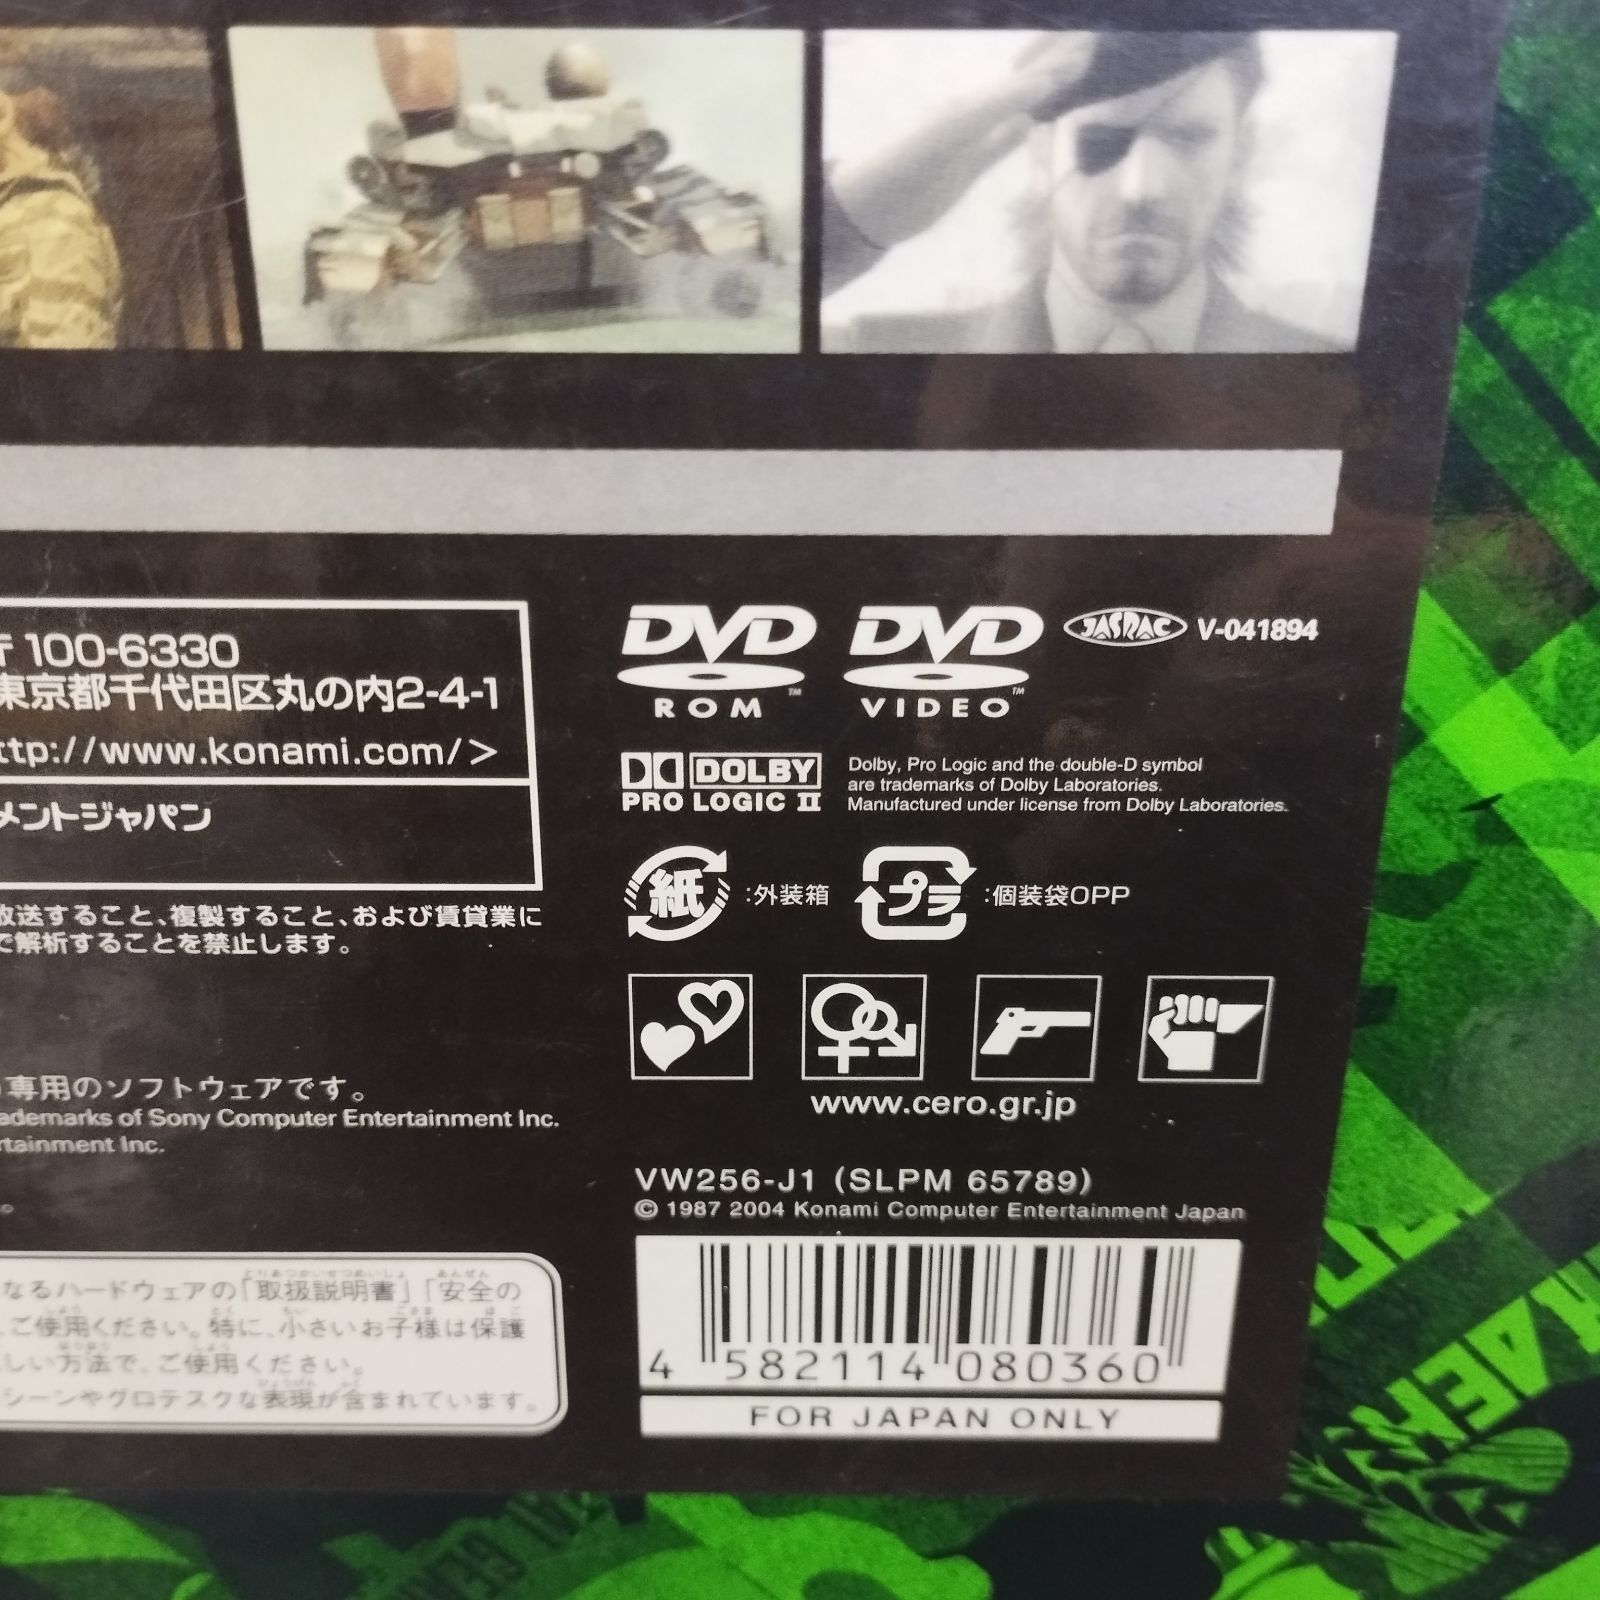 〒100-6330
東京都千代田区丸の内2-4-1
ttp://www.konami.com/>
メントジャパン
放送すること、複製すること、および賃貸業に
で解析することを禁止します。
専用のソフトウェアです。
ademarks of Sony Computer Entertainment Inc.
rtainment Inc.
なるハードウェアの「取扱説明書」「安全の
、ご使用ください。特に、小さいお子様は保護
しい方法で、ご使用ください。
シーンやグロテスクな表現が含まれています。
DVD ROM™
DVD VIDEO™
JASRAC V-041894
DOLBY
PRO LOGIC II
Dolby, Pro Logic and the double-D symbol
are trademarks of Dolby Laboratories.
Manufactured under license from Dolby Laboratories.
紙 :外装箱
プラ :個装袋OPP
www.cero.gr.jp
VW256-J1 (SLPM 65789)
© 1987 2004 Konami Computer Entertainment Japan
4 582114 080360
FOR JAPAN ONLY